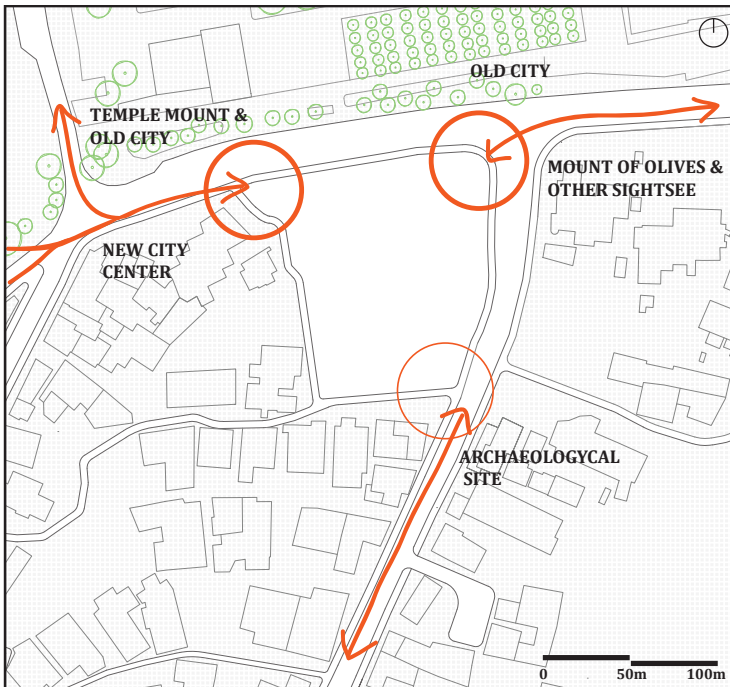 OLD CITY
TEMPLE MOUNT &
OLD CITY
MOUNT OF OLIVES &
OTHER SIGHTSEE
NEW CITY
CENTER
ARCHAEOLOGYCAL
SITE
0 50m 100m